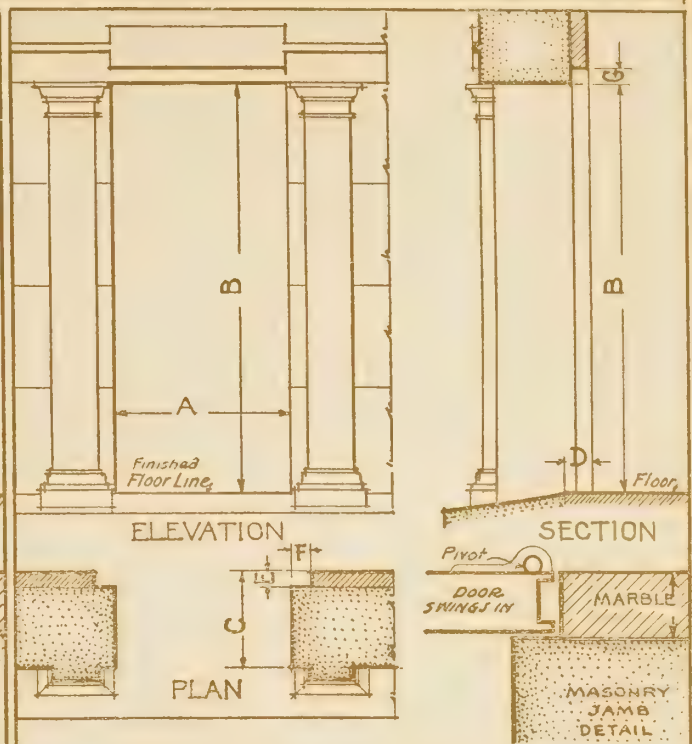 G
B
B
A
Finished
Floor Line
D
Floor
ELEVATION
SECTION
F
E
C
PLAN
Pivot
DOOR
SWINGS IN
MARBLE
MASONRY
JAMB
DETAIL